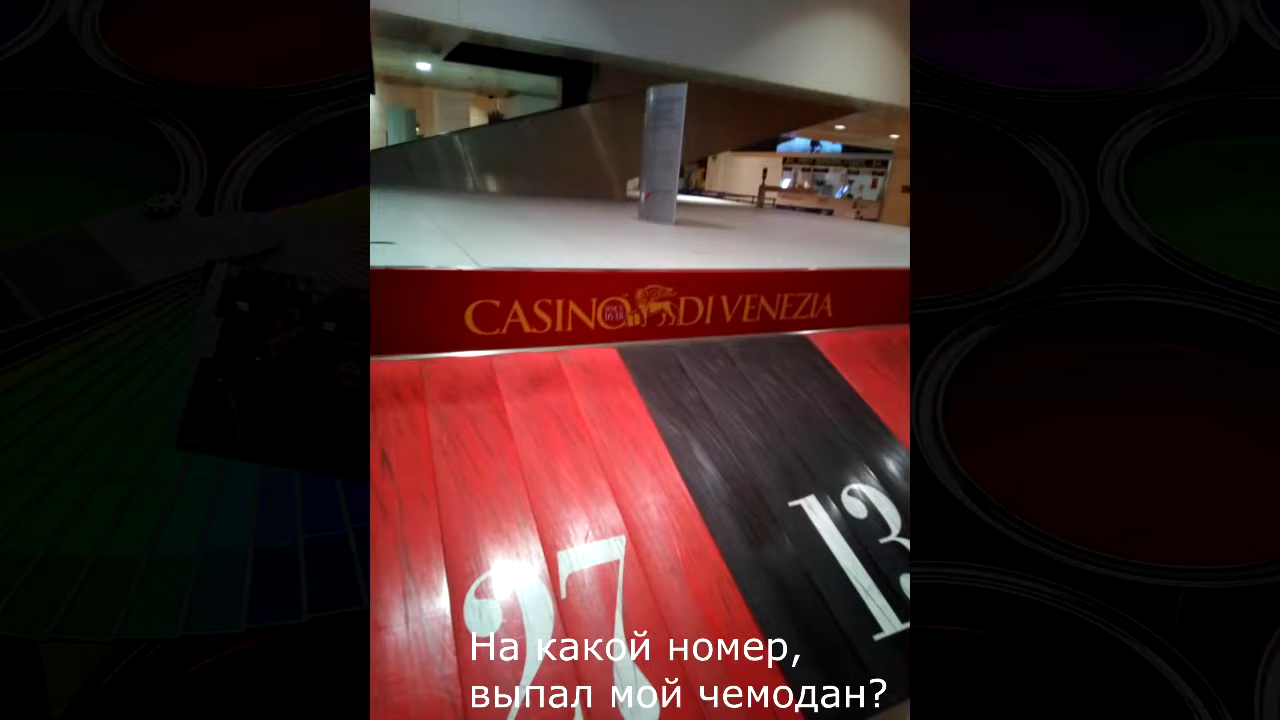 CASINO DI VENEZIA
27
13
На какой номер,
выпал мой чемодан?